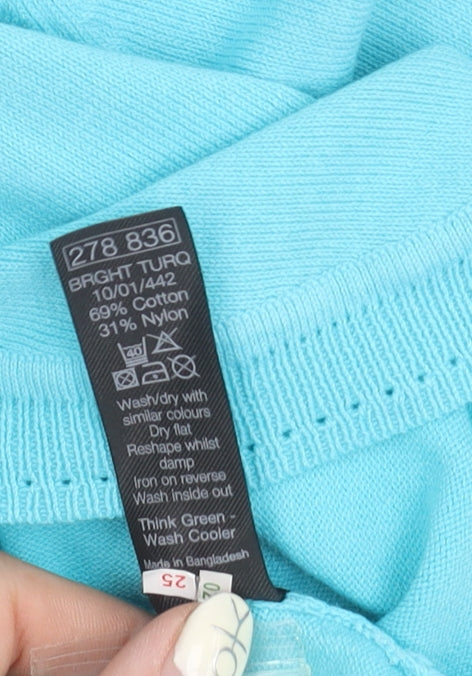 278 836
BRGHT TURQ
10/01/442
69% Cotton
31% Nylon
40
Wash/dry with
similar colours
Dry flat
Reshape whilst
damp
Iron on reverse
Wash inside out
Think Green -
Wash Cooler
Made in Bangladesh
25